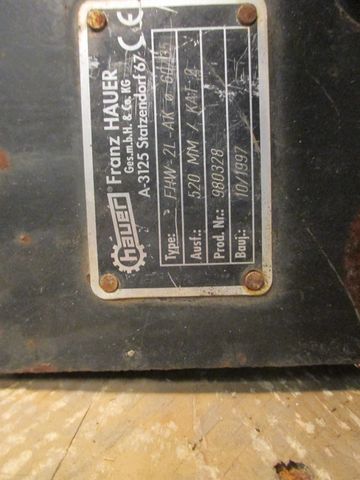 hauer
Franz HAUER
Ges.m.b.H. & Co. KG
A-3125 Statzendorf 67
CE
Type: FHW-2L-AK
Ausf.: 520 MM / KAT
Prod. Nr.: 980328
Bauj.: 10/1997